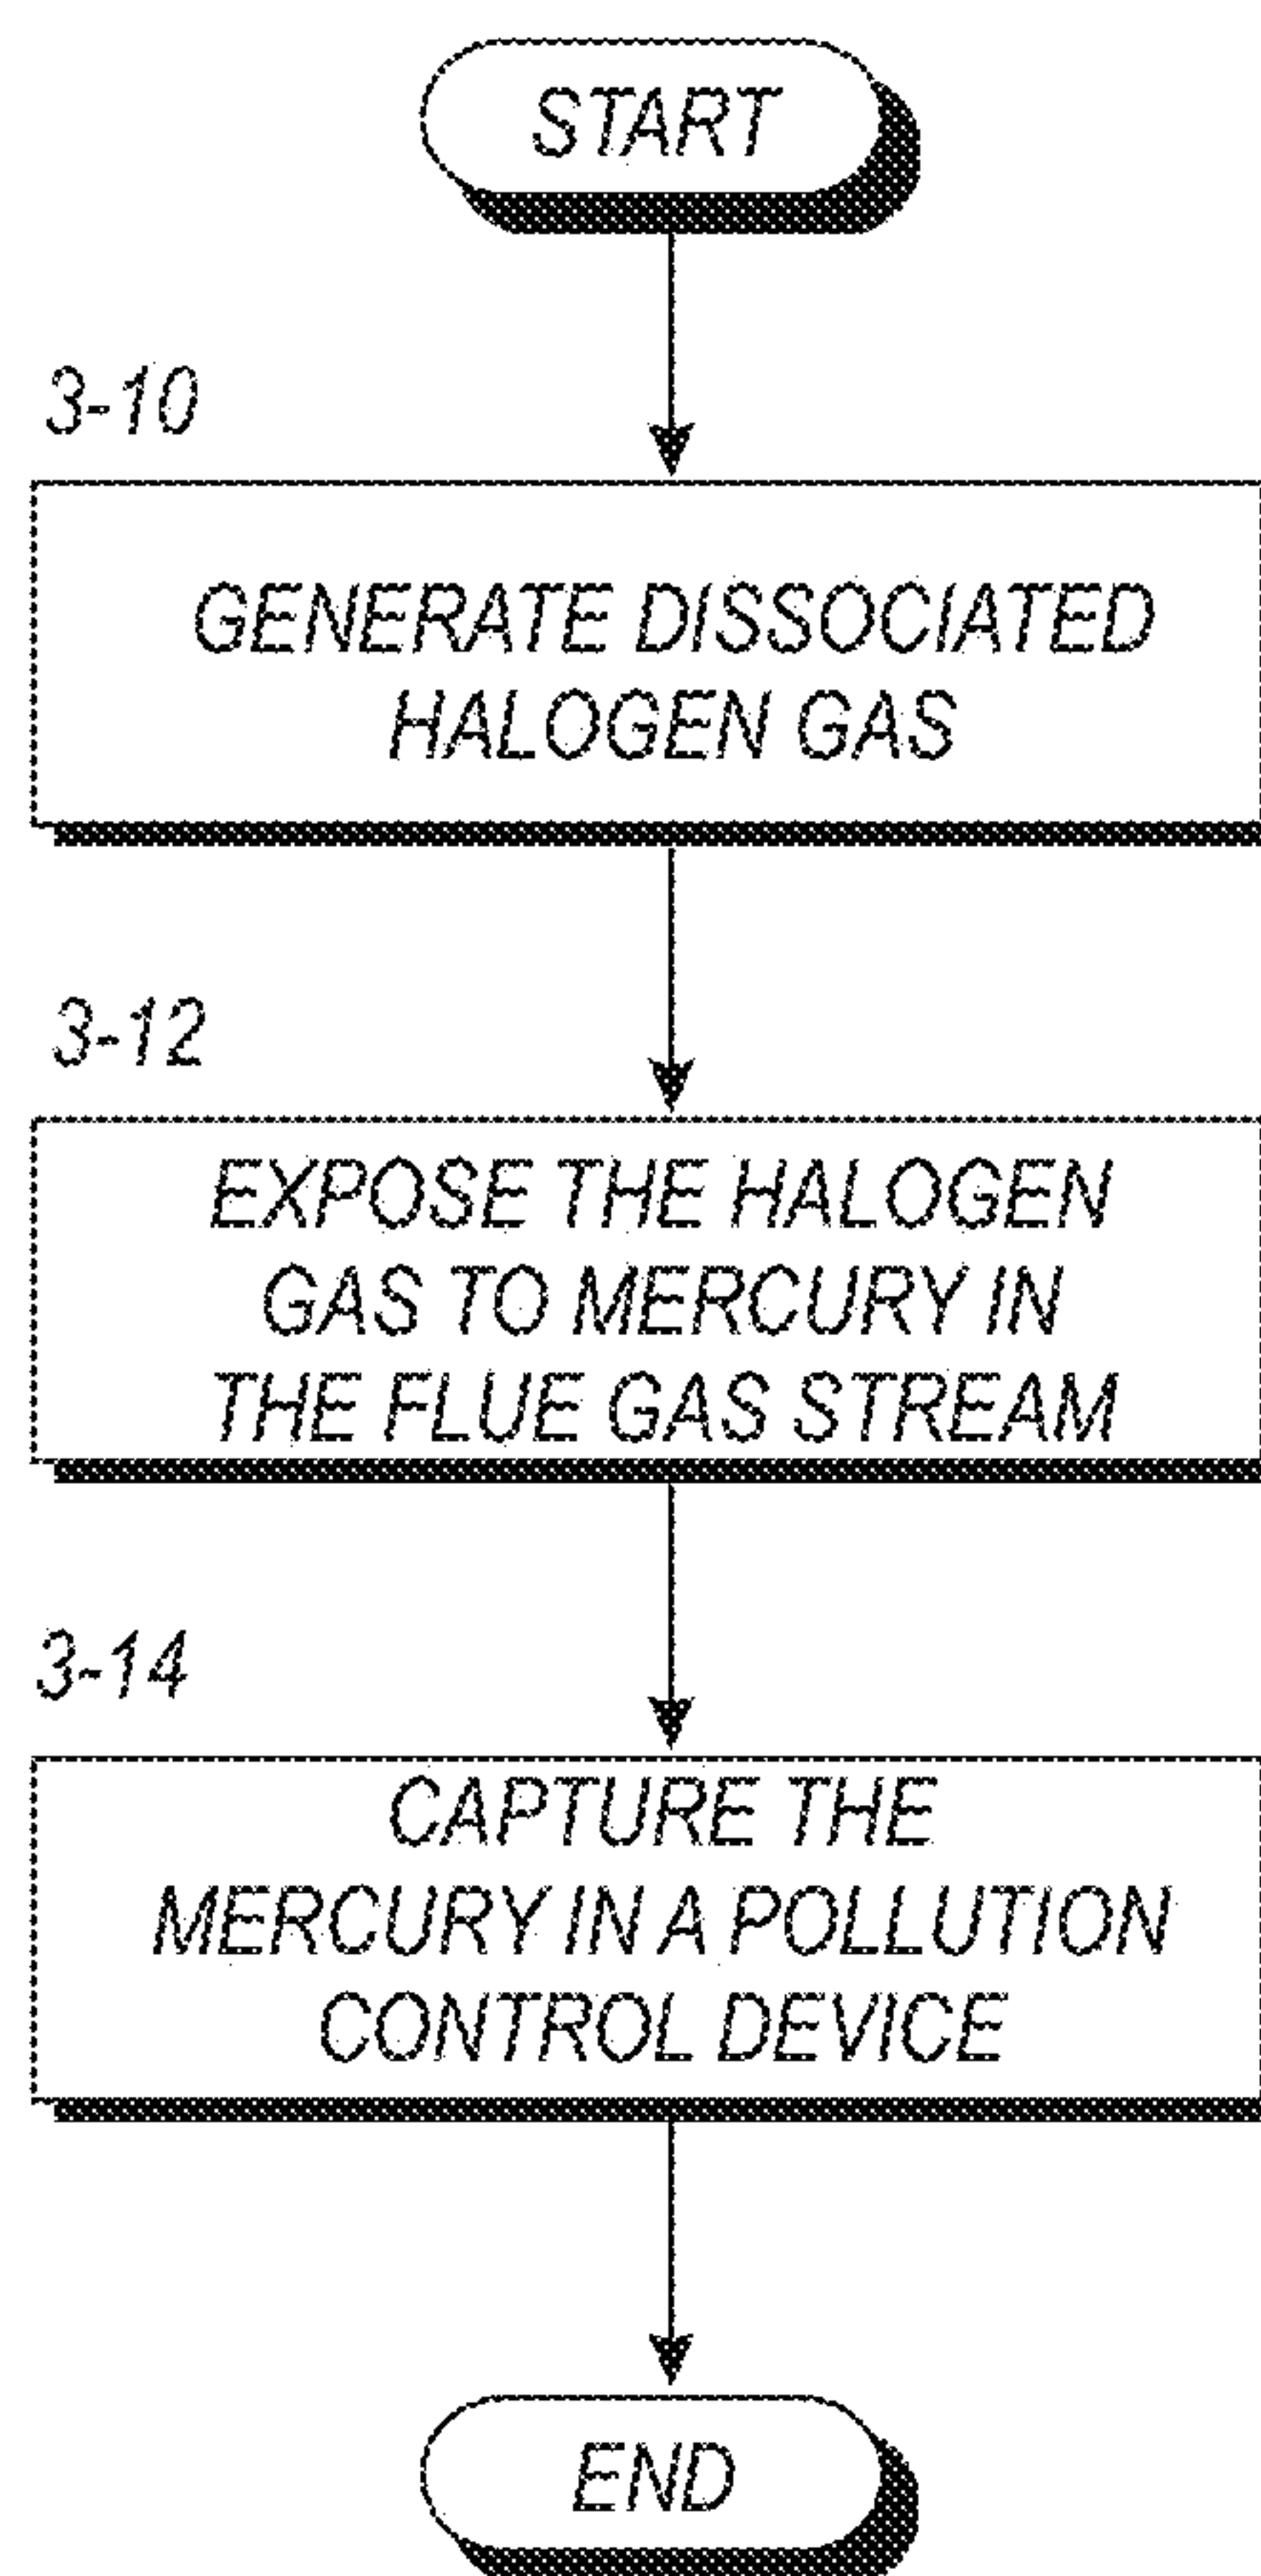 START
3-10
GENERATE DISSOCIATED
HALOGEN GAS
3-12
EXPOSE THE HALOGEN
GAS TO MERCURY IN
THE FLUE GAS STREAM
3-14
CAPTURE THE
MERCURY IN A POLLUTION
CONTROL DEVICE
END